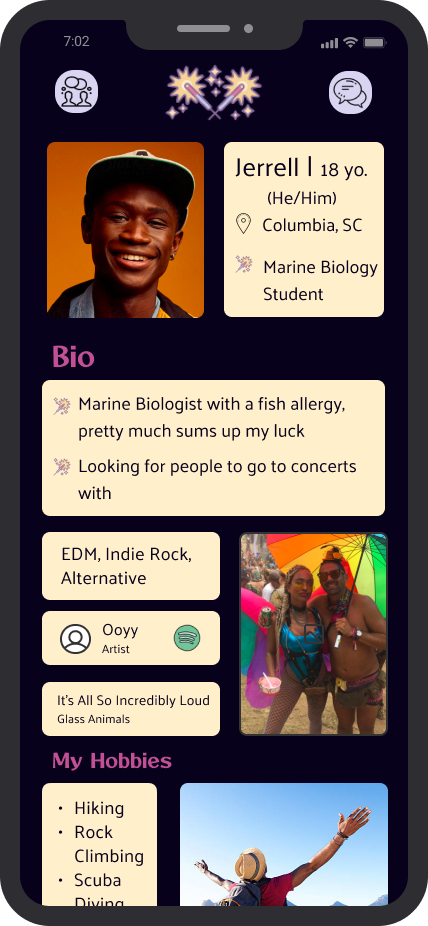 7:02
Jerrell | 18 yo.
(He/Him)
Columbia, SC
Marine Biology
Student
Bio
Marine Biologist with a fish allergy,
pretty much sums up my luck
Looking for people to go to concerts
with
EDM, Indie Rock,
Alternative
Ooyy
Artist
It's All So Incredibly Loud
Glass Animals
My Hobbies
• Hiking
• Rock
Climbing
• Scuba
Diving